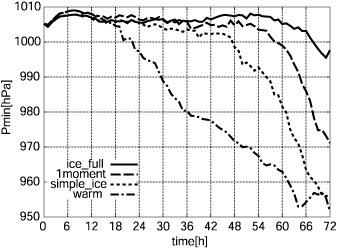 1010
1000
990
980
970
960
950
Pmin[hPa]
ice_full
1moment
simple_ice
warm
0 6 12 18 24 30 36 42 48 54 60 66 72
time[h]